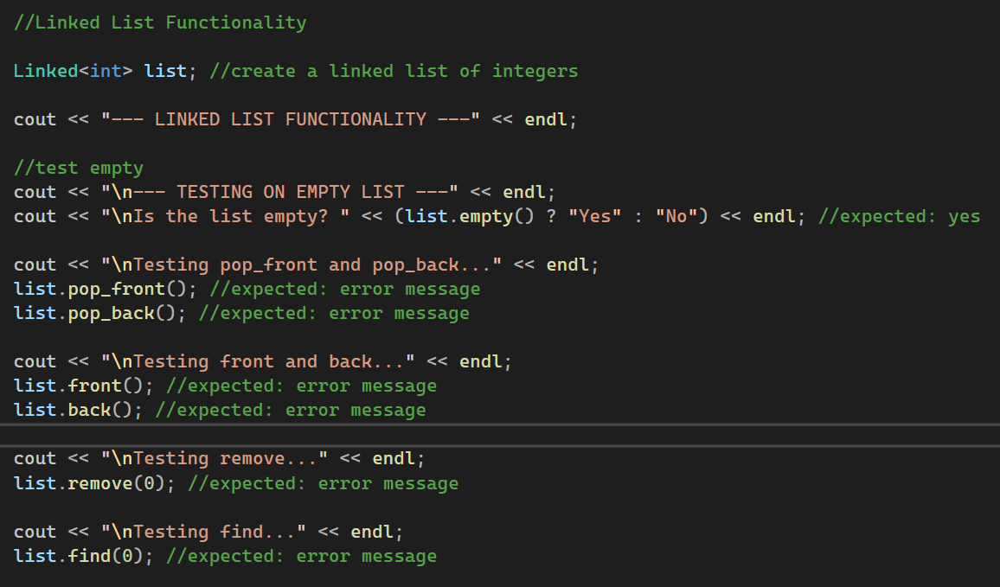 //Linked List Functionality
Linked<int> list; //create a linked list of integers
cout << "--- LINKED LIST FUNCTIONALITY ---" << endl;
//test empty
cout << "\n--- TESTING ON EMPTY LIST ---" << endl;
cout << "\nIs the list empty? " << (list.empty() ? "Yes" : "No") << endl; //expected: yes
cout << "\nTesting pop_front and pop_back..." << endl;
list.pop_front(); //expected: error message
list.pop_back(); //expected: error message
cout << "\nTesting front and back..." << endl;
list.front(); //expected: error message
list.back(); //expected: error message
cout << "\nTesting remove..." << endl;
list.remove(0); //expected: error message
cout << "\nTesting find..." << endl;
list.find(0); //expected: error message